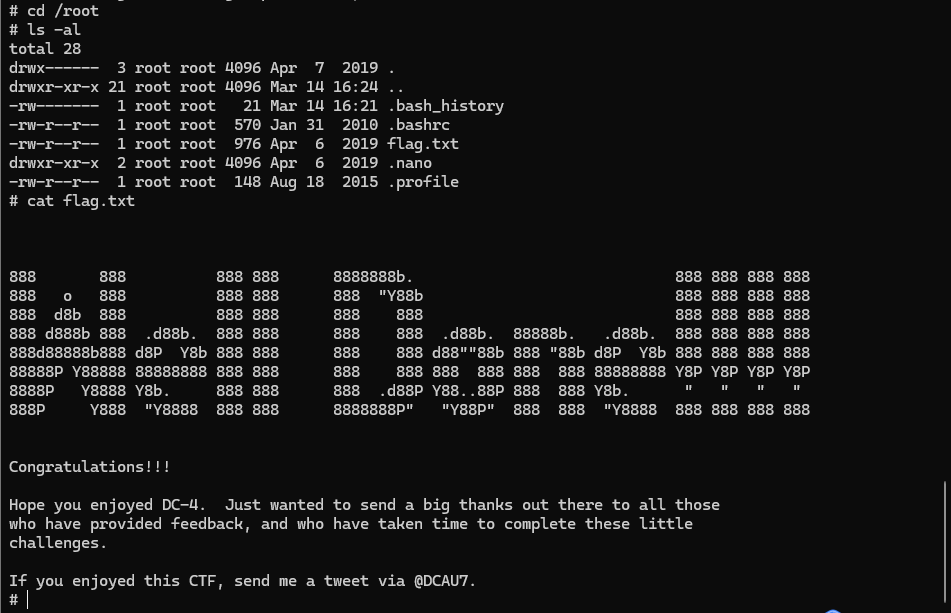 # cd /root
# ls -al
total 28
drwx------  3 root root 4096 Apr  7  2019 .
drwxr-xr-x 21 root root 4096 Mar 14 16:24 ..
-rw-------  1 root root   21 Mar 14 16:21 .bash_history
-rw-r--r--  1 root root  570 Jan 31  2010 .bashrc
-rw-r--r--  1 root root  976 Apr  6  2019 flag.txt
drwxr-xr-x  2 root root 4096 Apr  6  2019 .nano
-rw-r--r--  1 root root  148 Aug 18  2015 .profile
# cat flag.txt
888       888          888 888      8888888b.                             888 888 888 888
888   o   888          888 888      888  "Y88b                            888 888 888 888
888  d8b  888          888 888      888    888                            888 888 888 888
888 d888b 888  .d88b.  888 888      888    888  .d88b.  88888b.   .d88b.  888 888 888 888
888d88888b888 d8P  Y8b 888 888      888    888 d88""88b 888 "88b d8P  Y8b 888 888 888 888
88888P Y88888 88888888 888 888      888    888 888  888 888  888 88888888 Y8P Y8P Y8P Y8P
8888P   Y8888 Y8b.     888 888      888  .d88P Y88..88P 888  888 Y8b.      "   "   "   "
888P     Y888  "Y8888  888 888      8888888P"   "Y88P"  888  888  "Y8888  888 888 888 888
Congratulations!!!
Hope you enjoyed DC-4.  Just wanted to send a big thanks out there to all those
who have provided feedback, and who have taken time to complete these little
challenges.
If you enjoyed this CTF, send me a tweet via @DCAU7.
#